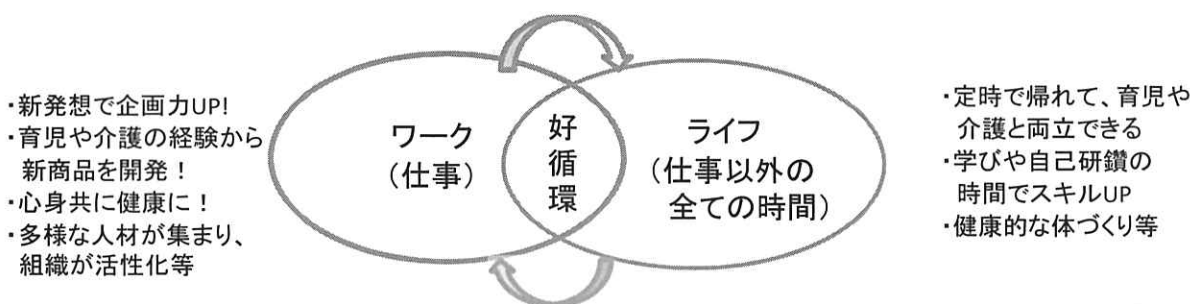 ・新発想で企画力UP!
・育児や介護の経験から
新商品を開発！
・心身共に健康に！
・多様な人材が集まり、
組織が活性化等
ワーク
(仕事)
好
循
環
ライフ
(仕事以外の
全ての時間)
・定時で帰れて、育児や
介護と両立できる
・学びや自己研鑽の
時間でスキルUP
・健康的な体づくり等